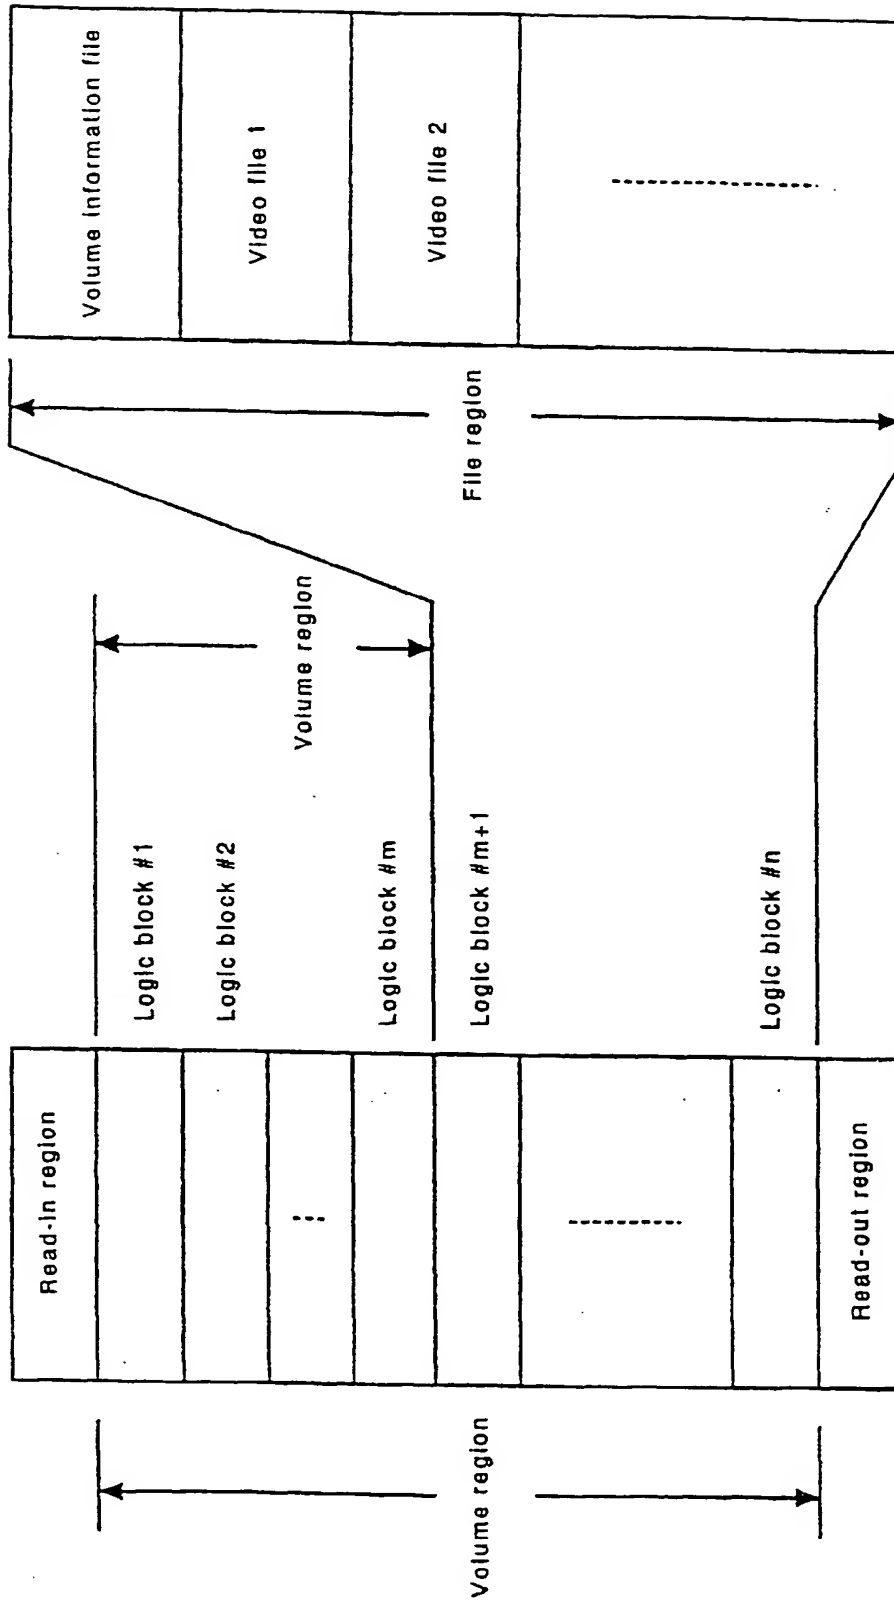 Volume region
Read-in region
Read-out region
Logic block #1
Logic block #2
Logic block #m
Logic block #m+1
Logic block #n
Volume region
File region
Volume information file
Video file 1
Video file 2